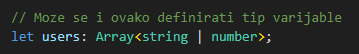 // Moze se i ovako definirati tip varijable
let users: Array<string | number>;